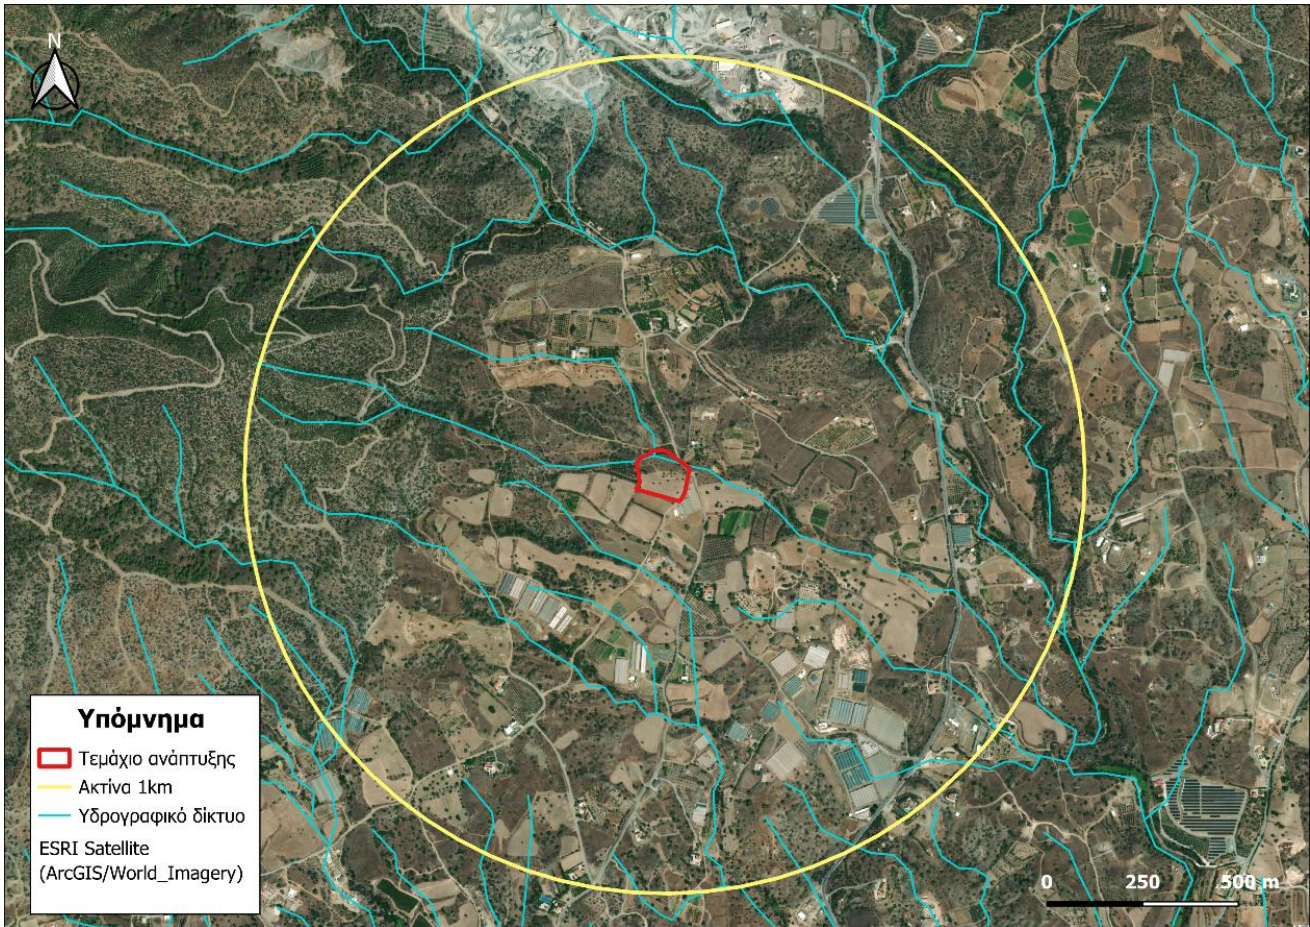 N
Υπόμνημα
Τεμάχιο ανάπτυξης
Ακτίνα 1km
Υδρογραφικό δίκτυο
ESRI Satellite
(ArcGIS/World_Imagery)
0 250 500 m